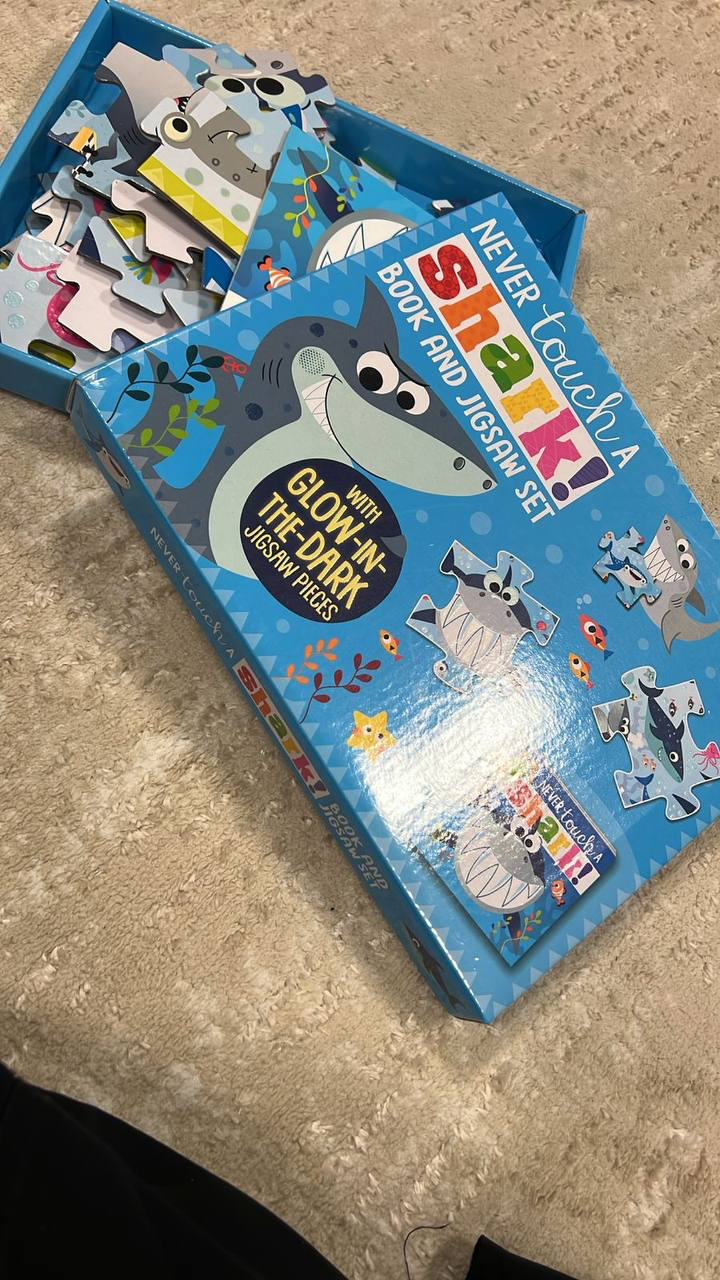 NEVER touch A
Shark!
BOOK AND JIGSAW SET
WITH
GLOW-IN-
THE-DARK
JIGSAW PIECES
NEVER touch A
Shark!
BOOK AND
JIGSAW SET
NEVER touch A
Shark!